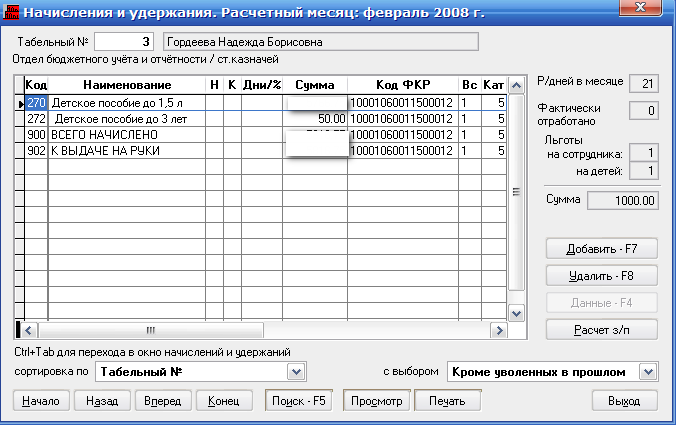 Начисления и удержания. Расчетный месяц: февраль 2008 г.
Табельный № 3 Гордеева Надежда Борисовна
Отдел бюджетного учёта и отчётности / ст.казначей
Код Наименование Н К Дни/% Сумма Код ФКР Вс Кат
270 Детское пособие до 1,5 л 10001060011500012 1 5
272 Детское пособие до 3 лет 50.00 10001060011500012 1 5
900 ВСЕГО НАЧИСЛЕНО 10001060011500012 1 5
902 К ВЫДАЧЕ НА РУКИ 10001060011500012 1 5
Р/дней в месяце 21
Фактически отработано 0
Льготы
на сотрудника: 1
на детей: 1
Сумма 1000.00
Добавить - F7
Удалить - F8
Данные - F4
Расчет з/п
Ctrl+Tab для перехода в окно начислений и удержаний
сортировка по Табельный № с выбором Кроме уволенных в прошлом
Начало Назад Вперед Конец Поиск - F5 Просмотр Печать Выход